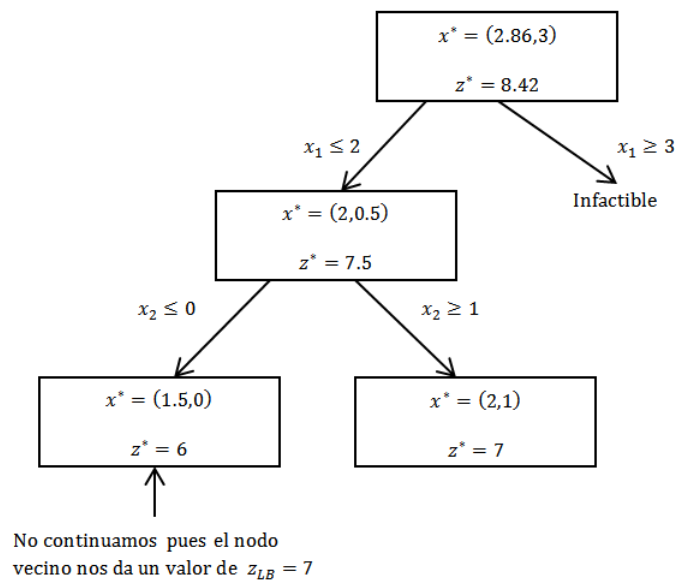 x* = (2.86,3)
z* = 8.42
x₁ ≤ 2
x₁ ≥ 3
Infactible
x* = (2,0.5)
z* = 7.5
x₂ ≤ 0
x₂ ≥ 1
x* = (1.5,0)
z* = 6
x* = (2,1)
z* = 7
No continuamos pues el nodo
vecino nos da un valor de z_LB = 7